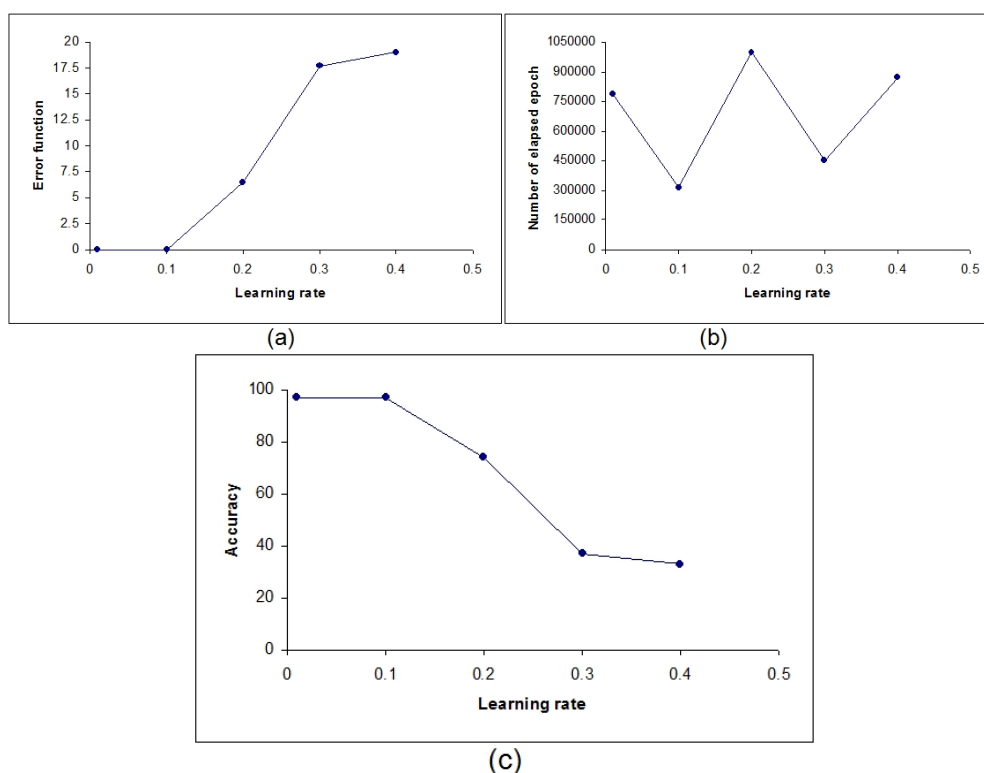 20
17.5
15
12.5
10
7.5
5
2.5
0
Error function
0 0.1 0.2 0.3 0.4 0.5
Learning rate
(a)
1050000
900000
750000
600000
450000
300000
150000
0
Number of elapsed epoch
0 0.1 0.2 0.3 0.4 0.5
Learning rate
(b)
100
80
60
40
20
0
Accuracy
0 0.1 0.2 0.3 0.4 0.5
Learning rate
(c)